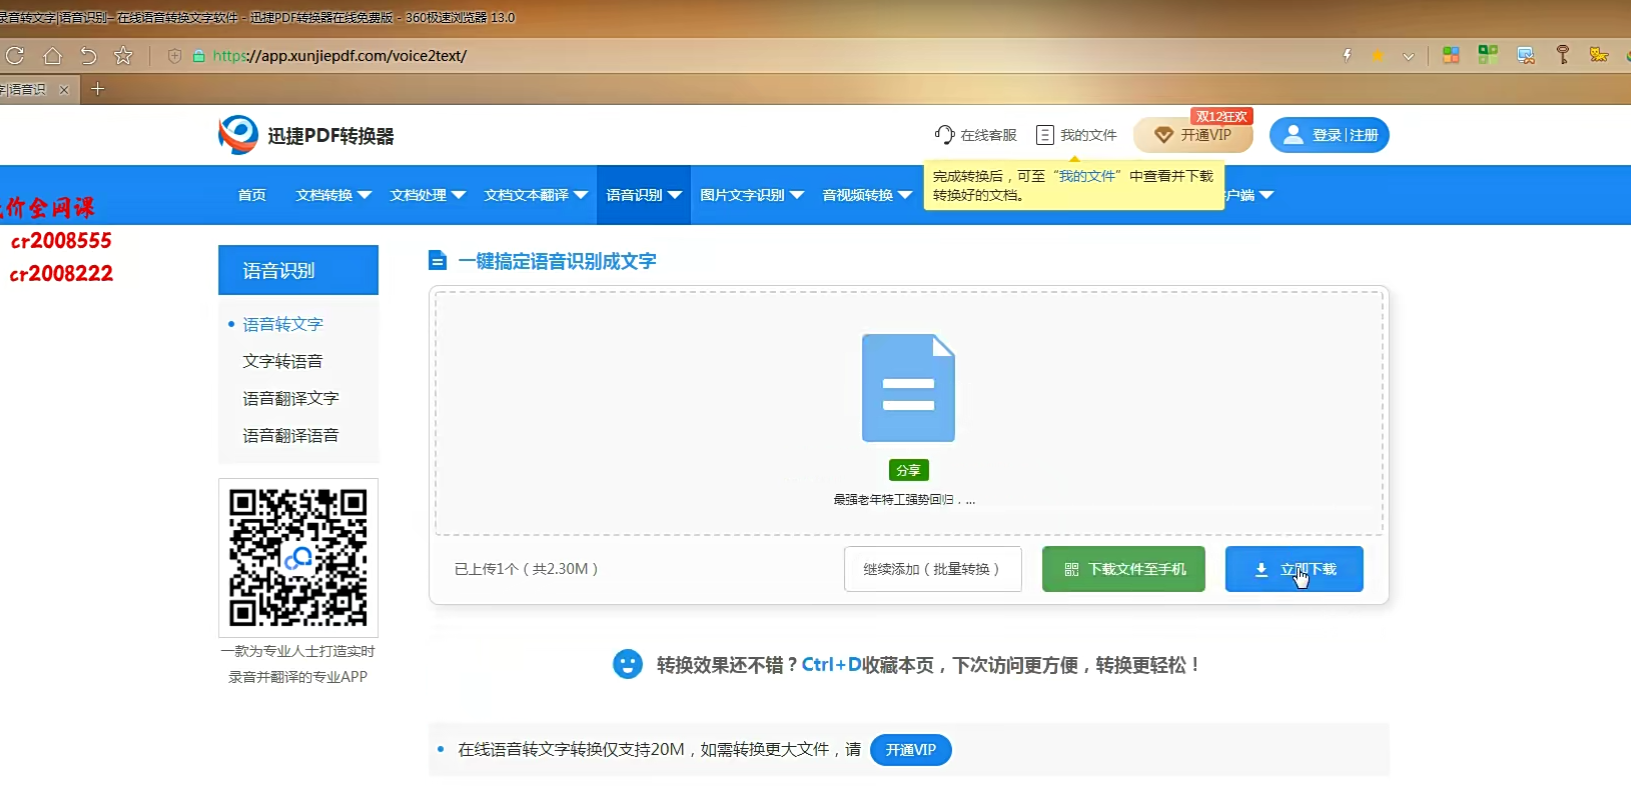 录音转文字|语音识别--在线语音转换文字软件 - 迅捷PDF转换器在线免费版 - 360极速浏览器 13.0
https://app.xunjiepdf.com/voice2text/
字|语音识
迅捷PDF转换器
在线客服
我的文件
双12狂欢
开通VIP
登录|注册
完成转换后，可至“我的文件”中查看并下载
转换好的文档。
首页 文档转换 文档处理 文档文本翻译 语音识别 图片文字识别 音视频转换 户端
价全网课
cr2008555
cr2008222
语音识别
语音转文字
文字转语音
语音翻译文字
语音翻译语音
一款为专业人士打造实时
录音并翻译的专业APP
一键搞定语音识别成文字
分享
最强老年特工强势回归．...
已上传1个（共2.30M）
继续添加（批量转换）
下载文件至手机
立即下载
转换效果还不错？Ctrl+D收藏本页，下次访问更方便，转换更轻松！
在线语音转文字转换仅支持20M，如需转换更大文件，请 开通VIP